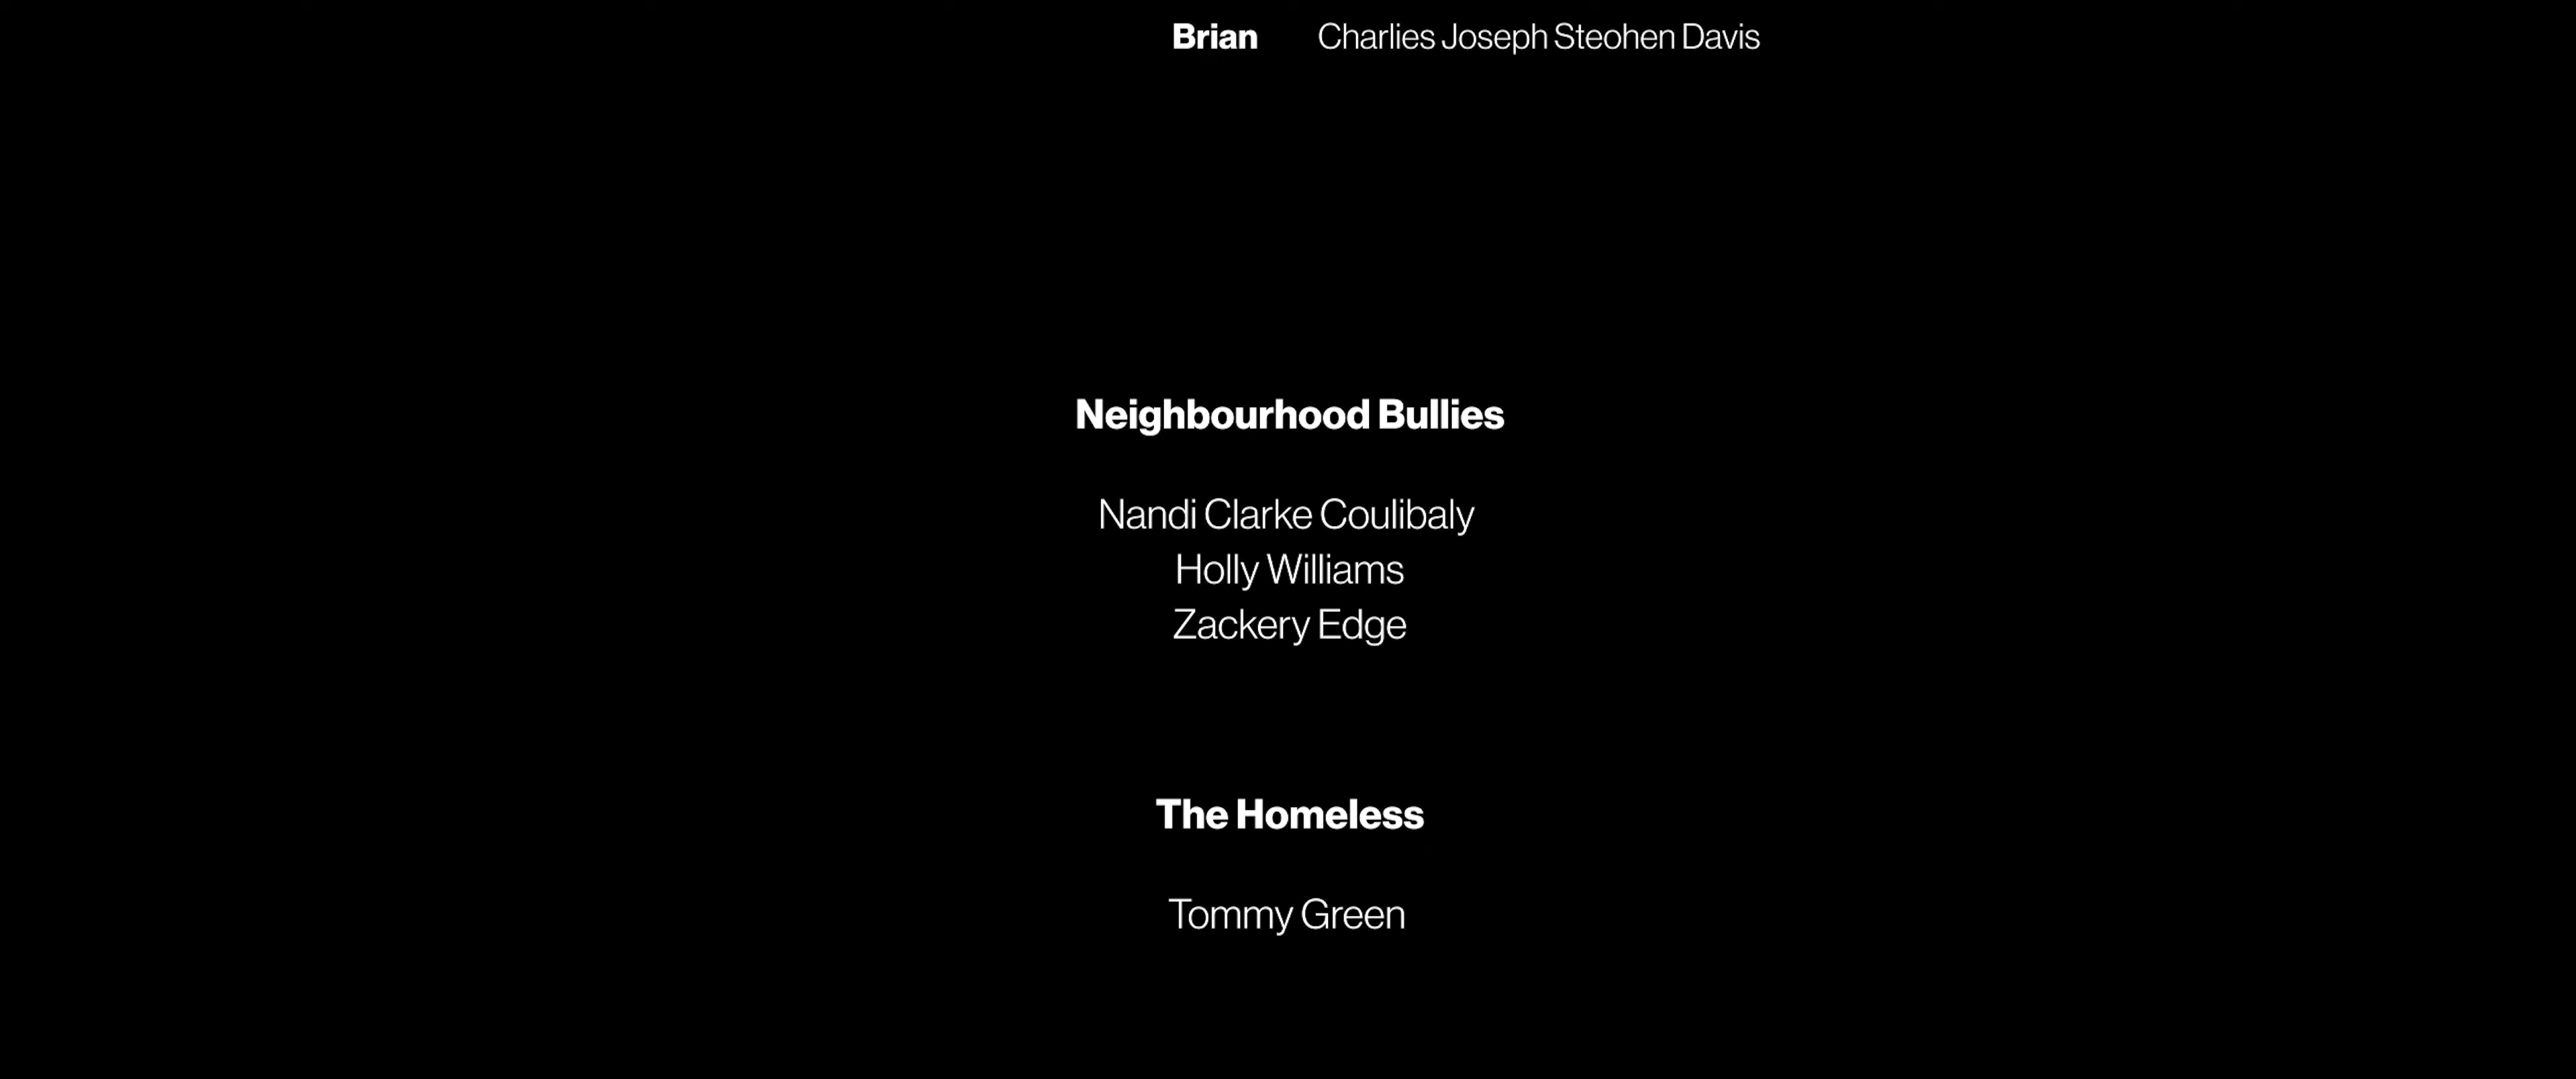 Brian Charlies Joseph Steohen Davis
Neighbourhood Bullies
Nandi Clarke Coulibaly
Holly Williams
Zackery Edge
The Homeless
Tommy Green